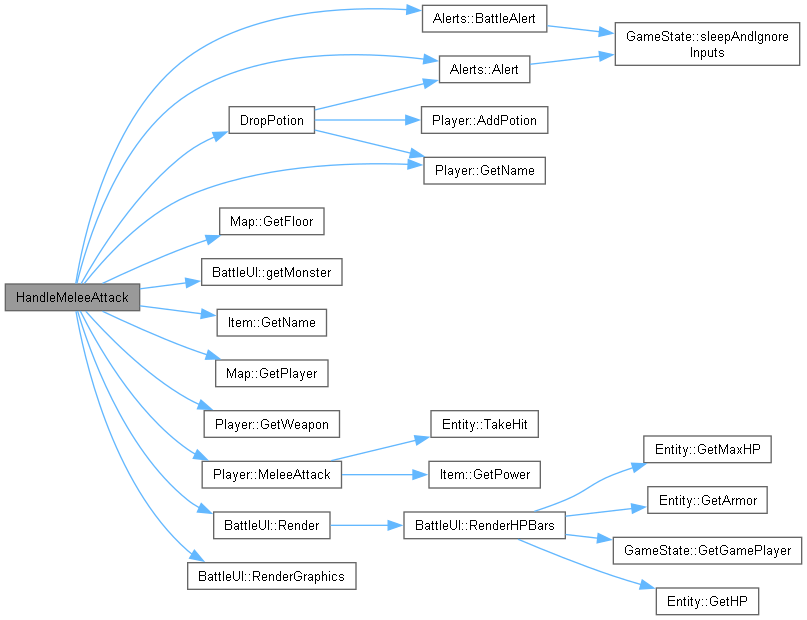 Alerts::BattleAlert
GameState::sleepAndIgnore
Inputs
Alerts::Alert
DropPotion
Player::AddPotion
Player::GetName
Map::GetFloor
BattleUI::getMonster
HandleMeleeAttack
Item::GetName
Map::GetPlayer
Player::GetWeapon
Entity::TakeHit
Entity::GetMaxHP
Player::MeleeAttack
Item::GetPower
Entity::GetArmor
BattleUI::Render
BattleUI::RenderHPBars
GameState::GetGamePlayer
BattleUI::RenderGraphics
Entity::GetHP